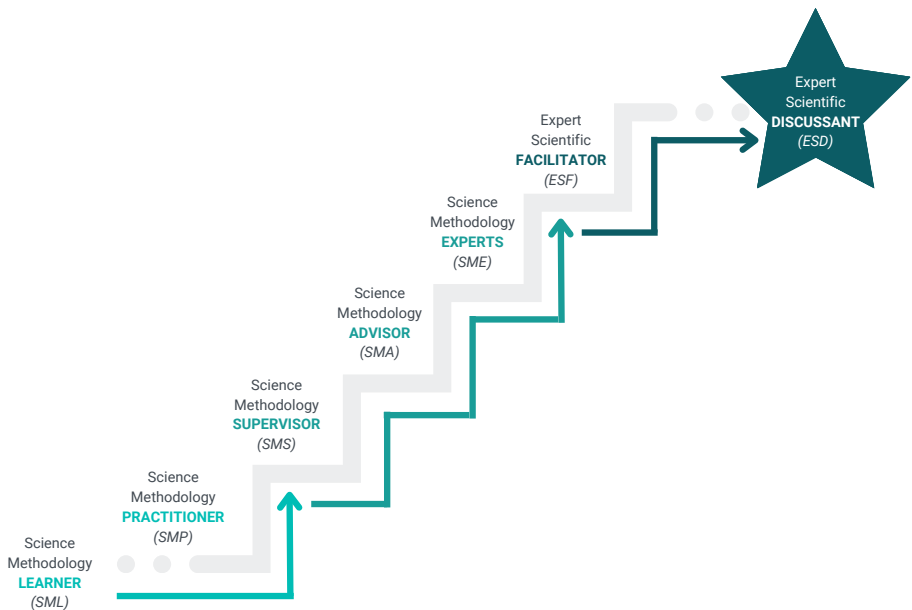 Expert
Scientific
DISCUSSANT
(ESD)
Expert
Scientific
FACILITATOR
(ESF)
Science
Methodology
EXPERTS
(SME)
Science
Methodology
ADVISOR
(SMA)
Science
Methodology
SUPERVISOR
(SMS)
Science
Methodology
PRACTITIONER
(SMP)
Science
Methodology
LEARNER
(SML)